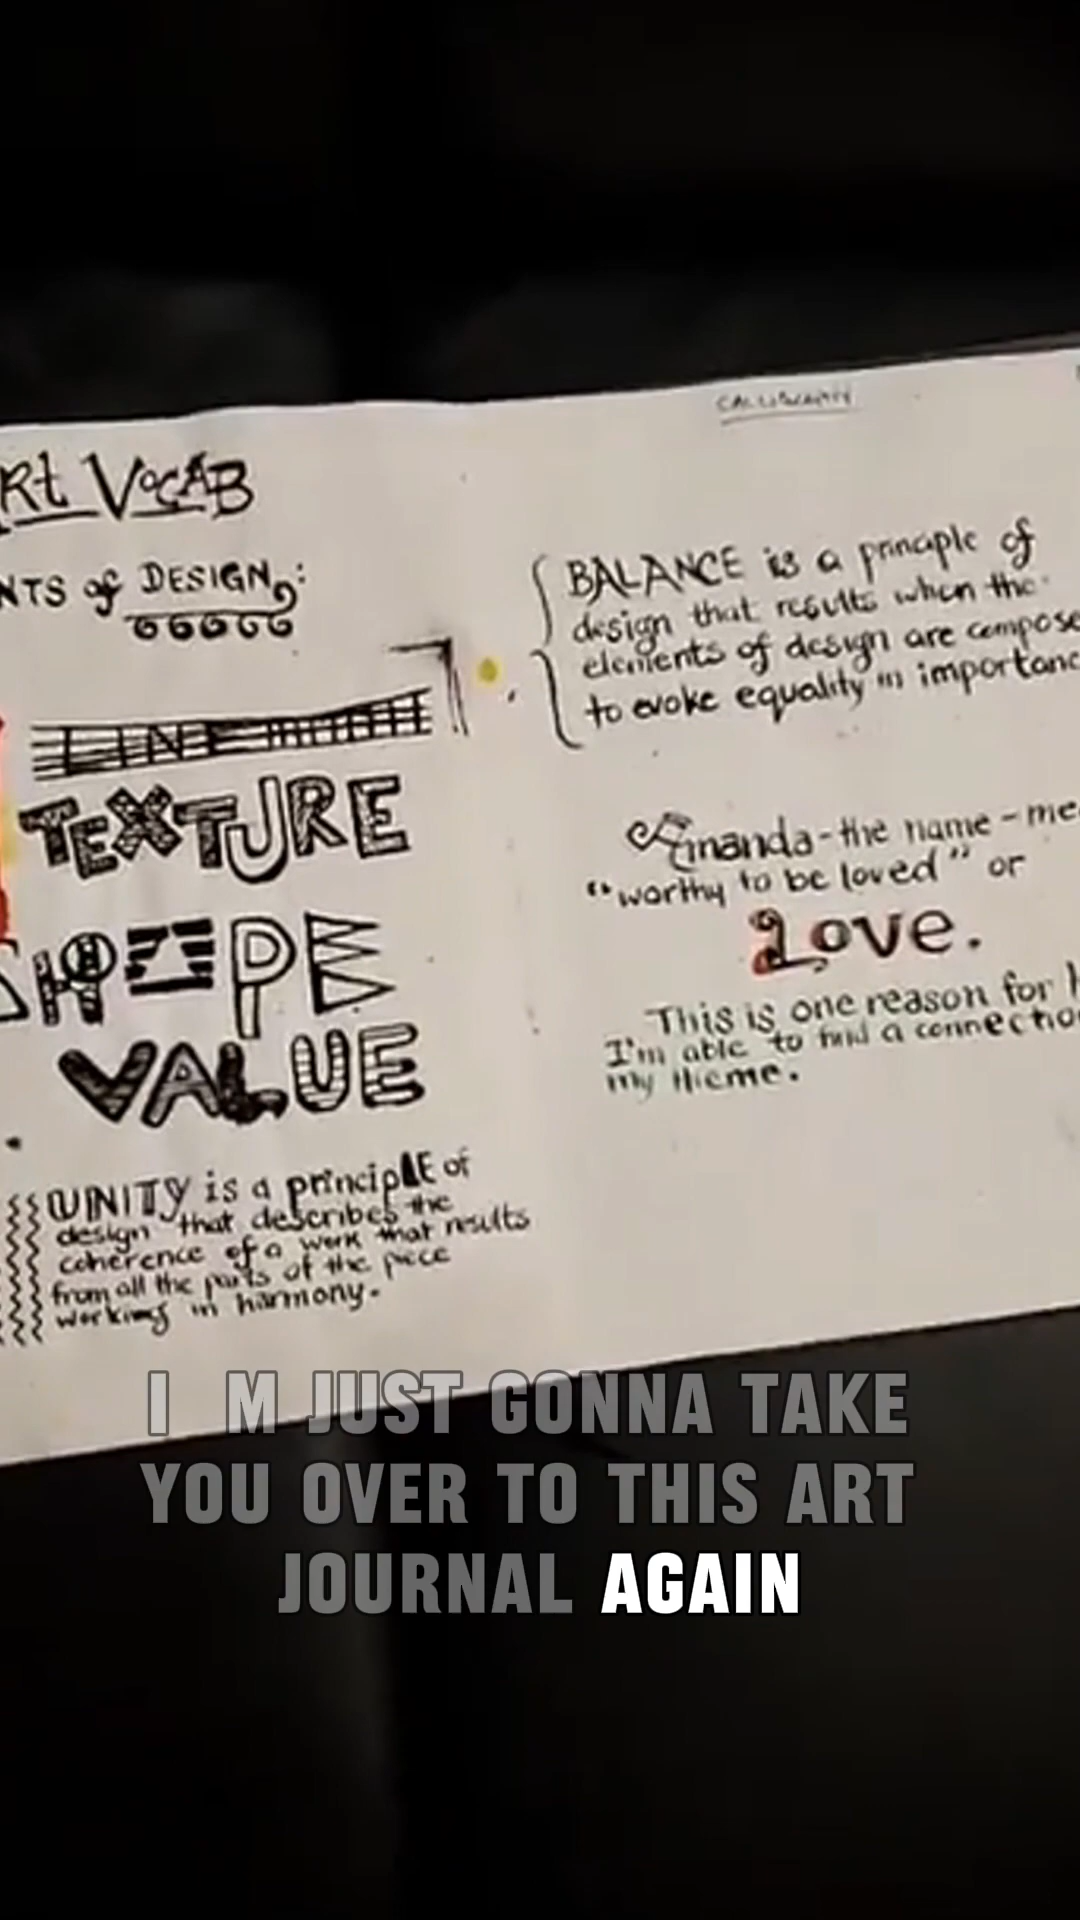 Art VOCAB
NTS of DESIGN:
LINE
TEXTURE
SHAPE
VALUE
UNITY is a principLE of
design that describes the
coherence of a work that results
from all the parts of the piece
working in harmony.
BALANCE is a principle of
design that results when the
elements of design are compose
to evoke equality in importanc
Amanda-the name-me
"worthy to be loved" or
Love.
This is one reason for h
I'm able to find a connectio
my theme.
I M JUST GONNA TAKE
YOU OVER TO THIS ART
JOURNAL AGAIN